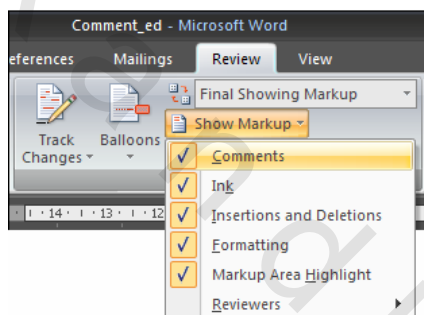 Comment_ed - Microsoft Word
eferences Mailings Review View
Final Showing Markup
Show Markup
Track Changes
Balloons
Comments
Ink
Insertions and Deletions
Formatting
Markup Area Highlight
Reviewers
· 14 · ı · 13 · ı · 12